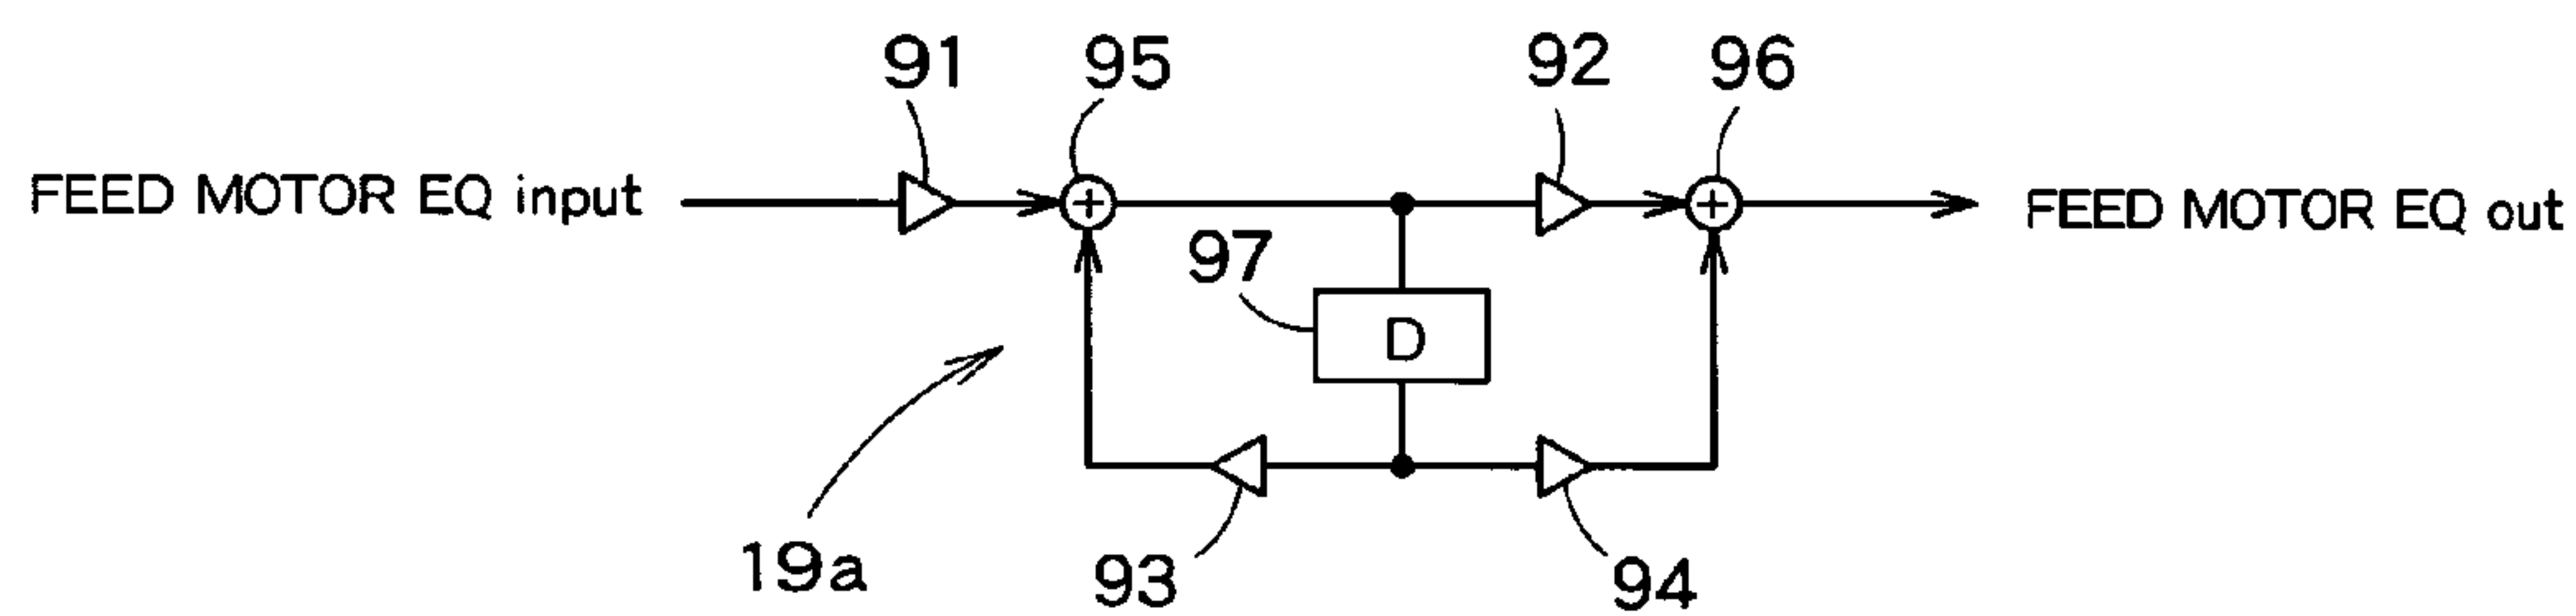 91
95
92
96
FEED MOTOR EQ input
+
+
FEED MOTOR EQ out
97
D
19a
93
94